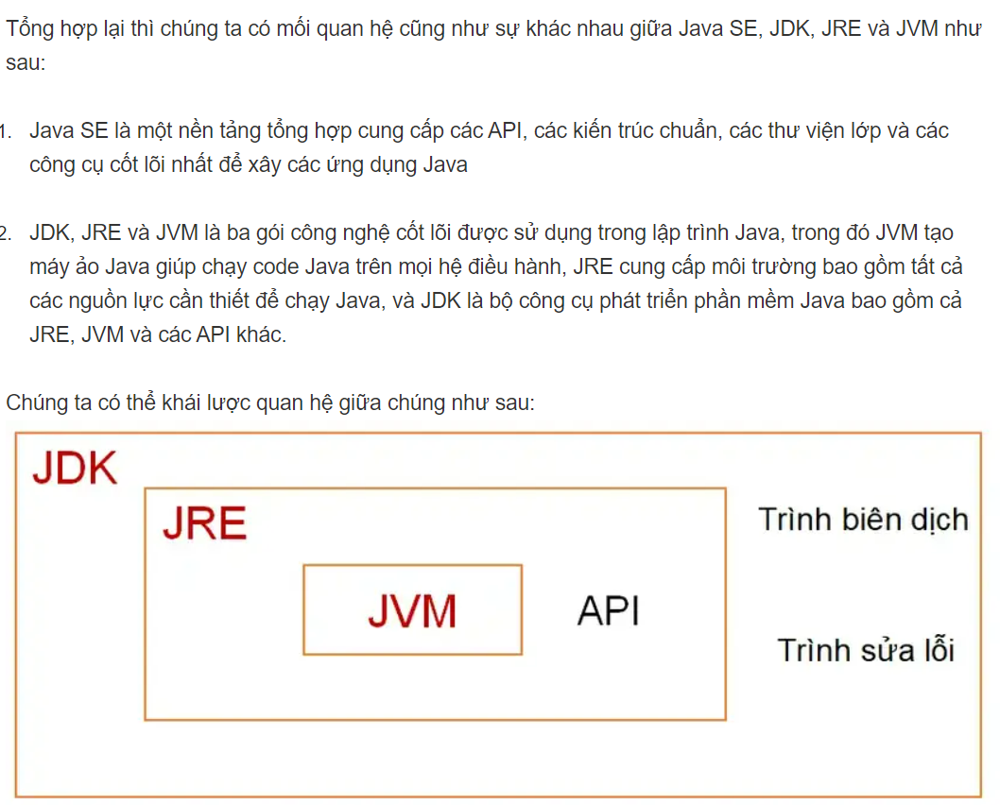 Tổng hợp lại thì chúng ta có mối quan hệ cũng như sự khác nhau giữa Java SE, JDK, JRE và JVM như
sau:
1. Java SE là một nền tảng tổng hợp cung cấp các API, các kiến trúc chuẩn, các thư viện lớp và các
công cụ cốt lõi nhất để xây các ứng dụng Java
2. JDK, JRE và JVM là ba gói công nghệ cốt lõi được sử dụng trong lập trình Java, trong đó JVM tạo
máy ảo Java giúp chạy code Java trên mọi hệ điều hành, JRE cung cấp môi trường bao gồm tất cả
các nguồn lực cần thiết để chạy Java, và JDK là bộ công cụ phát triển phần mềm Java bao gồm cả
JRE, JVM và các API khác.
Chúng ta có thể khái lược quan hệ giữa chúng như sau:
JDK
JRE
Trình biên dịch
JVM
API
Trình sửa lỗi